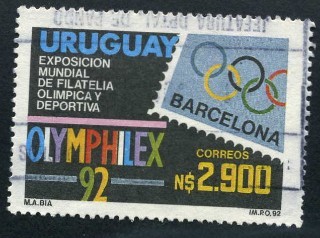 URUGUAY
EXPOSICION
MUNDIAL
DE FILATELIA
OLIMPICA Y
DEPORTIVA
BARCELONA
OLYMPHILEX
92
CORREOS
N$ 2.900
M.A.BIA
IM.P.O.92